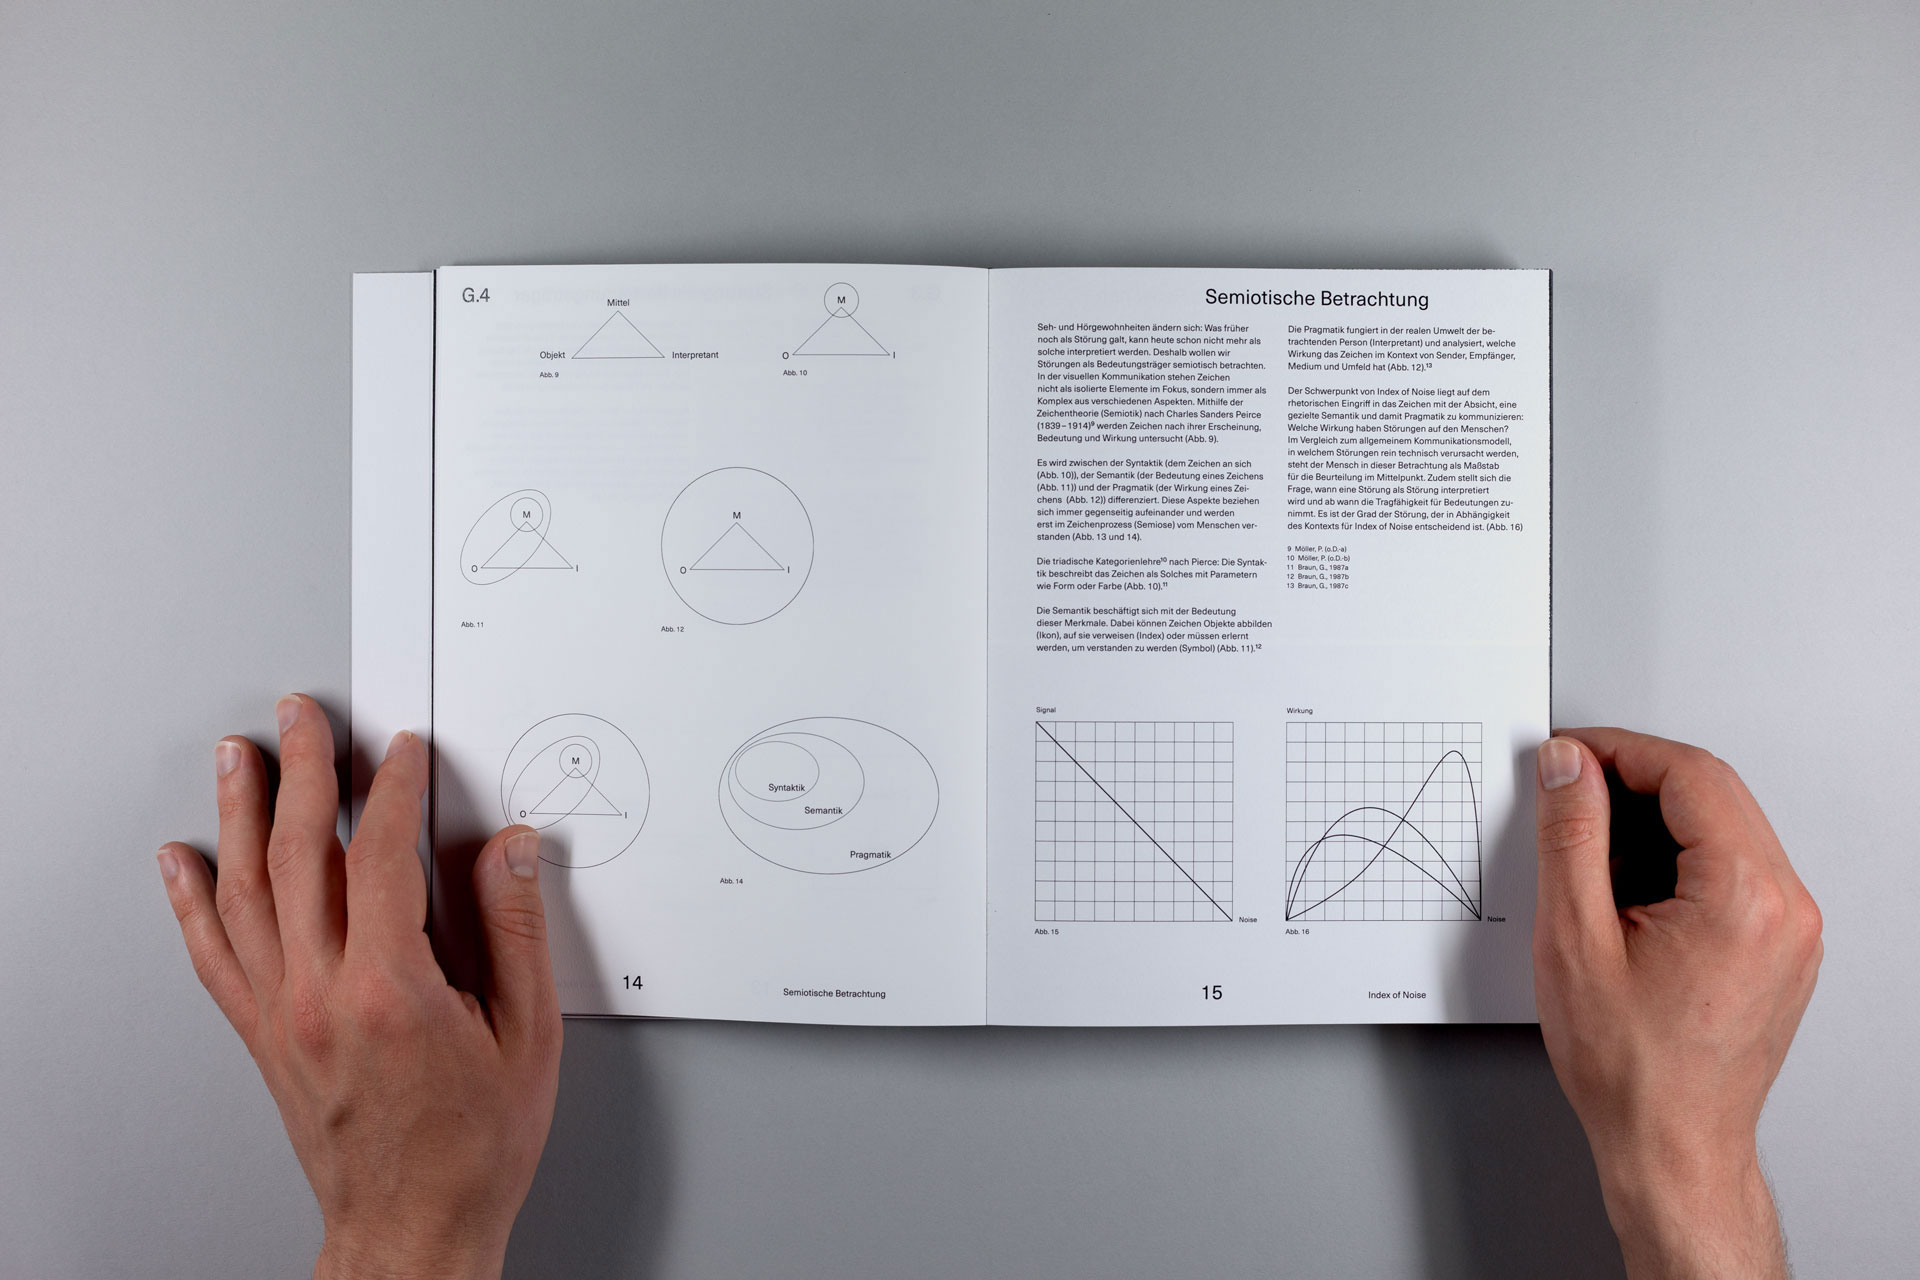 G.4
Mittel
Objekt
Interpretant
Abb. 9
M
O
I
Abb. 10
M
O
I
Abb. 11
M
O
I
Abb. 12
M
O
I
Syntaktik
Semantik
Pragmatik
Abb. 14
14
Semiotische Betrachtung
Semiotische Betrachtung
Seh- und Hörgewohnheiten ändern sich: Was früher
noch als Störung galt, kann heute schon nicht mehr als
solche interpretiert werden. Deshalb wollen wir
Störungen als Bedeutungsträger semiotisch betrachten.
In der visuellen Kommunikation stehen Zeichen
nicht als isolierte Elemente im Fokus, sondern immer als
Komplex aus verschiedenen Aspekten. Mithilfe der
Zeichentheorie (Semiotik) nach Charles Sanders Peirce
(1839 – 1914)⁹ werden Zeichen nach ihrer Erscheinung,
Bedeutung und Wirkung untersucht (Abb. 9).
Es wird zwischen der Syntaktik (dem Zeichen an sich
(Abb. 10)), der Semantik (der Bedeutung eines Zeichens
(Abb. 11)) und der Pragmatik (der Wirkung eines Zei-
chens (Abb. 12)) differenziert. Diese Aspekte beziehen
sich immer gegenseitig aufeinander und werden
erst im Zeichenprozess (Semiose) vom Menschen ver-
standen (Abb. 13 und 14).
Die triadische Kategorienlehre¹⁰ nach Pierce: Die Syntak-
tik beschreibt das Zeichen als Solches mit Parametern
wie Form oder Farbe (Abb. 10).¹¹
Die Semantik beschäftigt sich mit der Bedeutung
dieser Merkmale. Dabei können Zeichen Objekte abbilden
(Ikon), auf sie verweisen (Index) oder müssen erlernt
werden, um verstanden zu werden (Symbol) (Abb. 11).¹²
Die Pragmatik fungiert in der realen Umwelt der be-
trachtenden Person (Interpretant) und analysiert, welche
Wirkung das Zeichen im Kontext von Sender, Empfänger,
Medium und Umfeld hat (Abb. 12).¹³
Der Schwerpunkt von Index of Noise liegt auf dem
rhetorischen Eingriff in das Zeichen mit der Absicht, eine
gezielte Semantik und damit Pragmatik zu kommunizieren:
Welche Wirkung haben Störungen auf den Menschen?
Im Vergleich zum allgemeinem Kommunikationsmodell,
in welchem Störungen rein technisch verursacht werden,
steht der Mensch in dieser Betrachtung als Maßstab
für die Beurteilung im Mittelpunkt. Zudem stellt sich die
Frage, wann eine Störung als Störung interpretiert
wird und ab wann die Tragfähigkeit für Bedeutungen zu-
nimmt. Es ist der Grad der Störung, der in Abhängigkeit
des Kontexts für Index of Noise entscheidend ist. (Abb. 16)
9 Möller, P. (o.D.-a)
10 Möller, P. (o.D.-b)
11 Braun, G., 1987a
12 Braun, G., 1987b
13 Braun, G., 1987c
Signal
Noise
Abb. 15
Wirkung
Noise
Abb. 16
15
Index of Noise